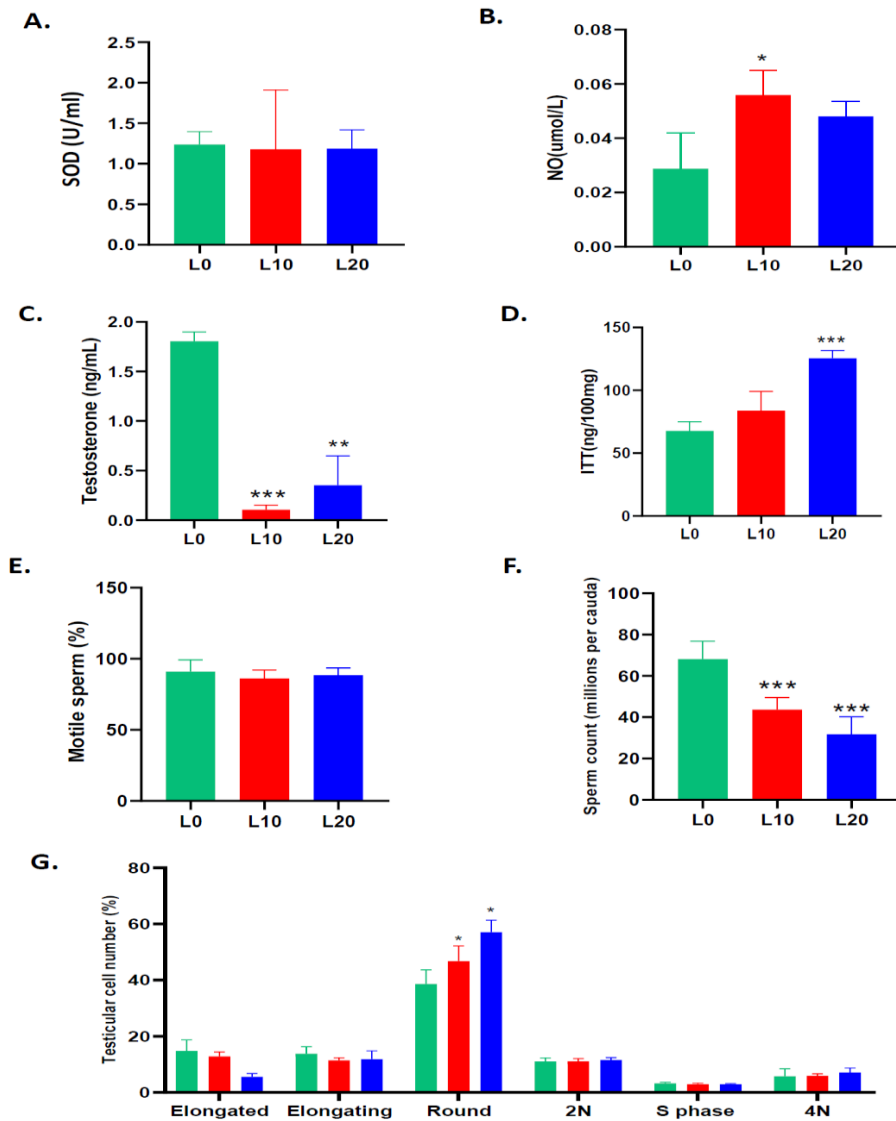 A.
SOD (U/ml)
2.5
2.0
1.5
1.0
0.5
0.0
L0 L10 L20
B.
NO(umol/L)
0.08
0.06
0.04
0.02
0.00
*
L0 L10 L20
C.
Testosterone (ng/mL)
2.0
1.5
1.0
0.5
0.0
***
**
L0 L10 L20
D.
ITT(ng/100mg)
150
100
50
0
***
L0 L10 L20
E.
Motile sperm (%)
150
100
50
0
L0 L10 L20
F.
Sperm count (millions per cauda)
100
80
60
40
20
0
***
***
L0 L10 L20
G.
Testicular cell number (%)
80
60
40
20
0
*
*
Elongated Elongating Round 2N S phase 4N